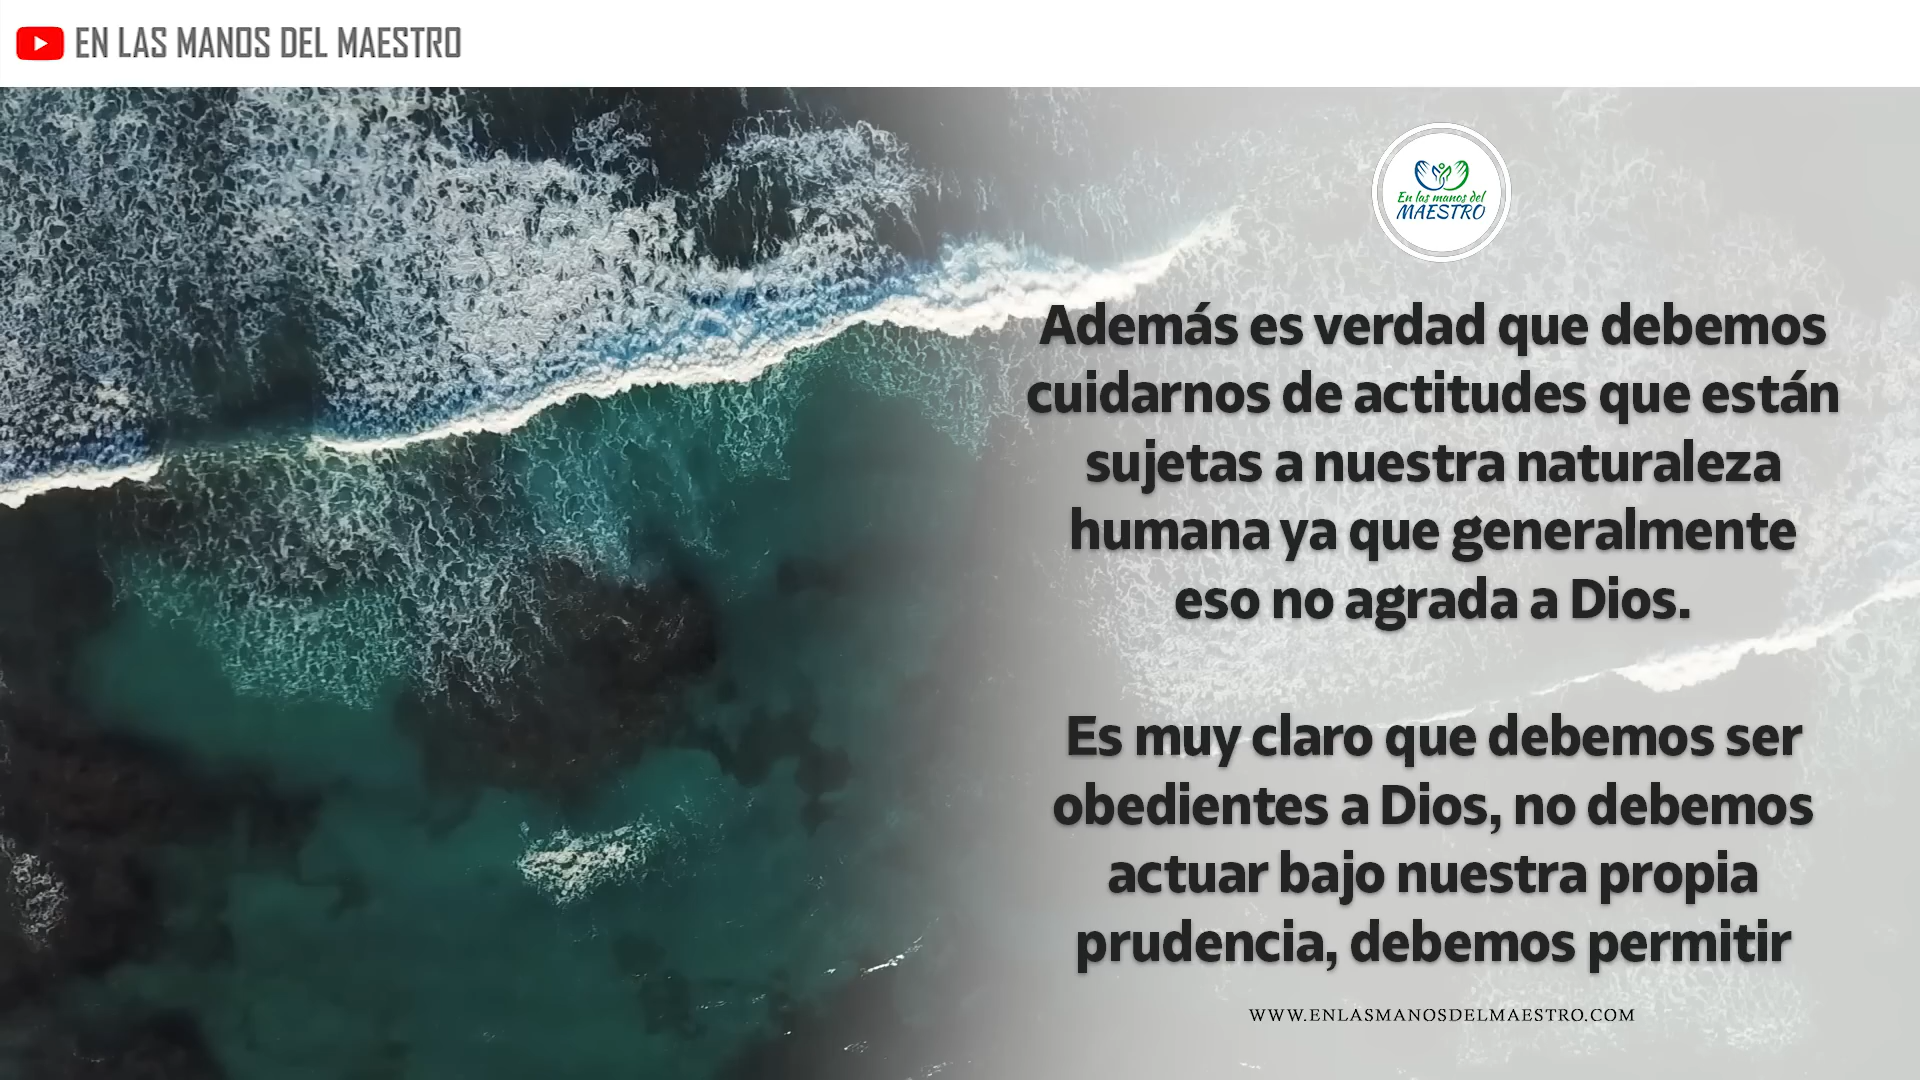 EN LAS MANOS DEL MAESTRO
En las manos del
MAESTRO
Además es verdad que debemos
cuidarnos de actitudes que están
sujetas a nuestra naturaleza
humana ya que generalmente
eso no agrada a Dios.
Es muy claro que debemos ser
obedientes a Dios, no debemos
actuar bajo nuestra propia
prudencia, debemos permitir
WWW.ENLASMANOSDELMAESTRO.COM